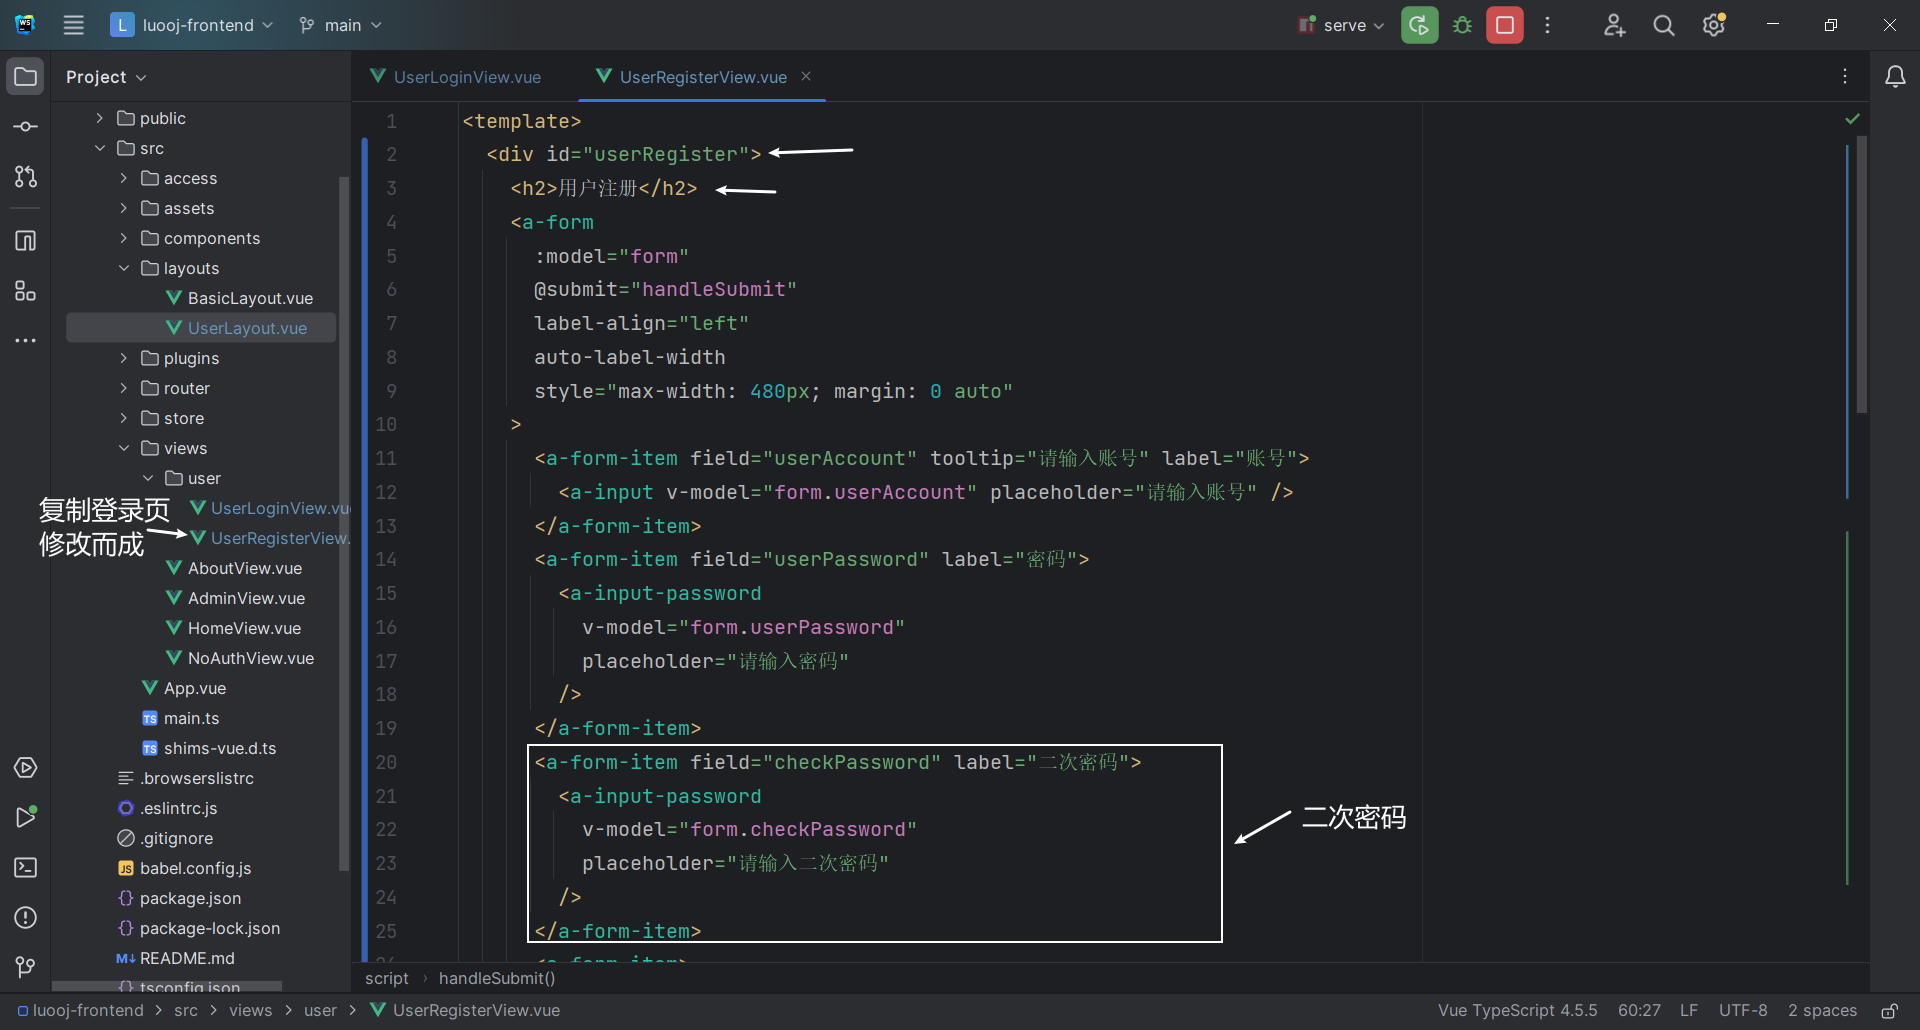 L luooj-frontend main serve
Project
public
src
access
assets
components
layouts
BasicLayout.vue
UserLayout.vue
plugins
router
store
views
user
UserLoginView.vu
UserRegisterView.
AboutView.vue
AdminView.vue
HomeView.vue
NoAuthView.vue
App.vue
main.ts
shims-vue.d.ts
.browserslistrc
.eslintrc.js
.gitignore
babel.config.js
package.json
package-lock.json
README.md
tsconfig.json
复制登录页
修改而成
UserLoginView.vue UserRegisterView.vue
1 <template>
2 <div id="userRegister">
3 <h2>用户注册</h2>
4 <a-form
5 :model="form"
6 @submit="handleSubmit"
7 label-align="left"
8 auto-label-width
9 style="max-width: 480px; margin: 0 auto"
10 >
11 <a-form-item field="userAccount" tooltip="请输入账号" label="账号">
12 <a-input v-model="form.userAccount" placeholder="请输入账号" />
13 </a-form-item>
14 <a-form-item field="userPassword" label="密码">
15 <a-input-password
16 v-model="form.userPassword"
17 placeholder="请输入密码"
18 />
19 </a-form-item>
20 <a-form-item field="checkPassword" label="二次密码">
21 <a-input-password
22 v-model="form.checkPassword"
23 placeholder="请输入二次密码"
24 />
25 </a-form-item>
26 <a-form-item>
二次密码
script › handleSubmit()
luooj-frontend > src > views > user > UserRegisterView.vue
Vue TypeScript 4.5.5 60:27 LF UTF-8 2 spaces